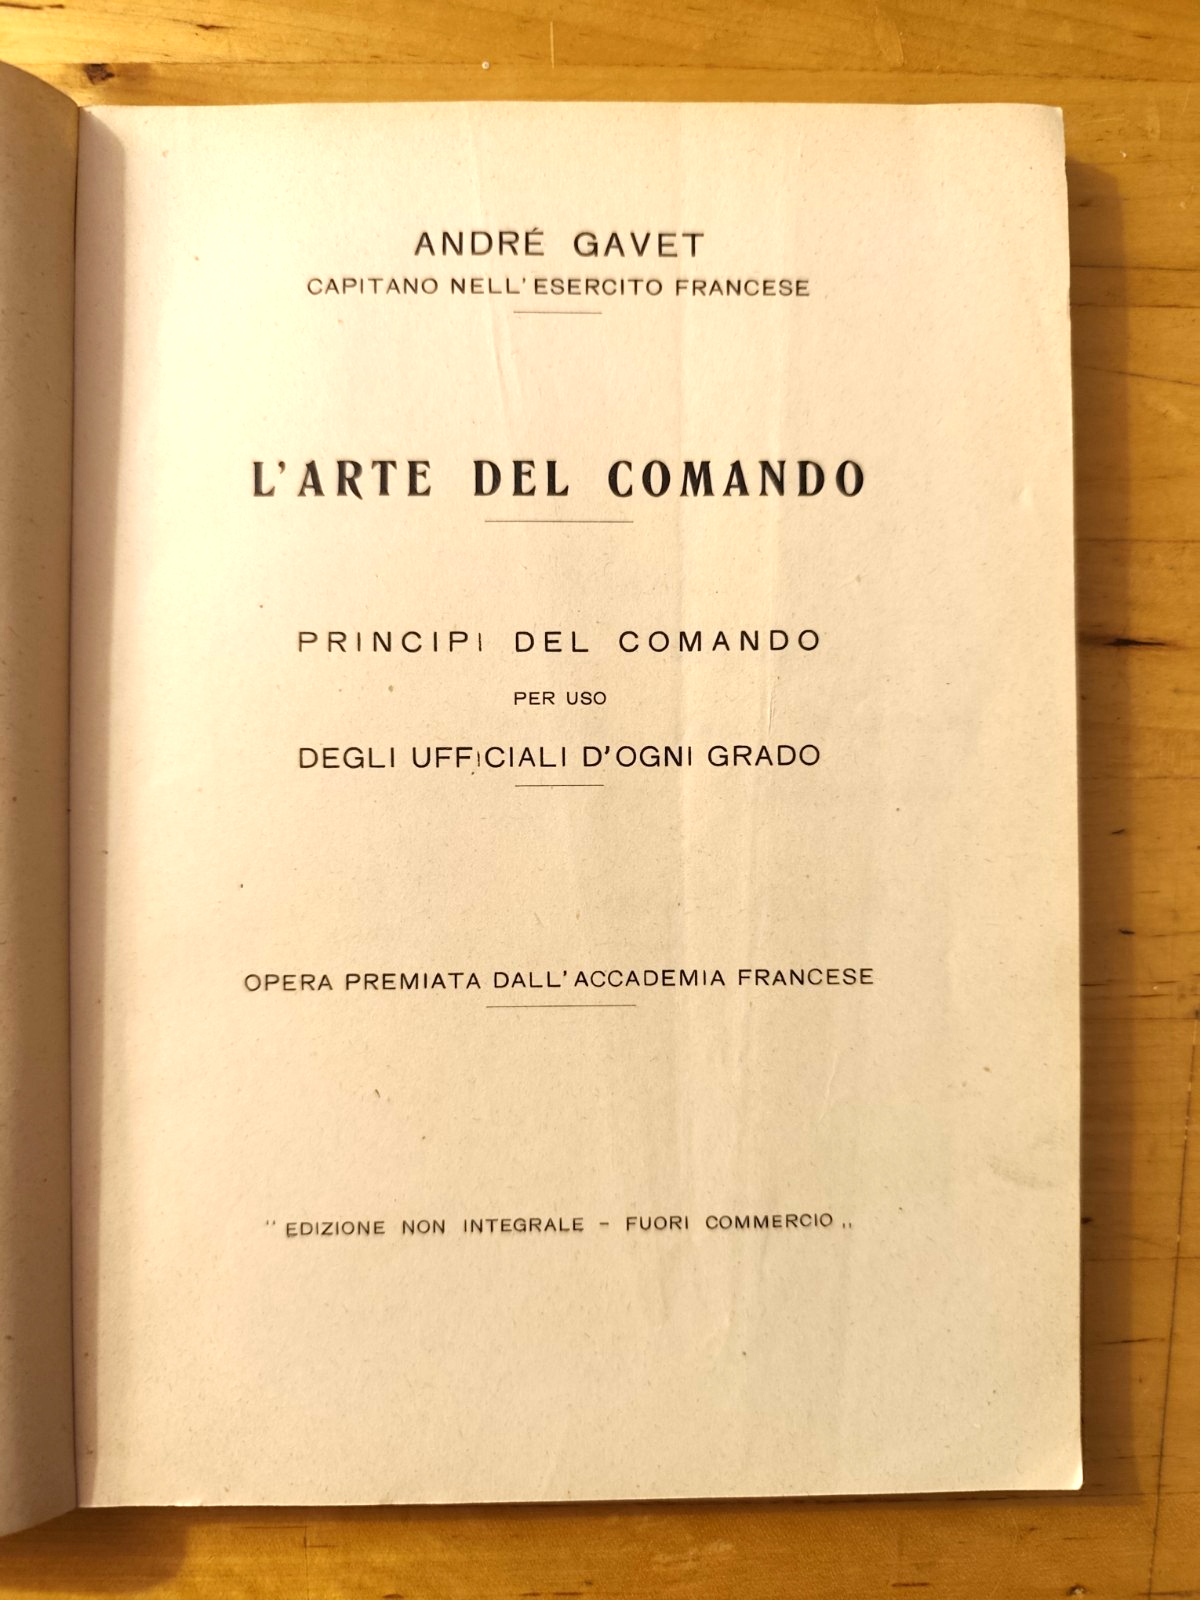 ANDRÉ GAVET
CAPITANO NELL'ESERCITO FRANCESE
L'ARTE DEL COMANDO
PRINCIPI DEL COMANDO
PER USO
DEGLI UFFICIALI D'OGNI GRADO
OPERA PREMIATA DALL'ACCADEMIA FRANCESE
"EDIZIONE NON INTEGRALE - FUORI COMMERCIO„